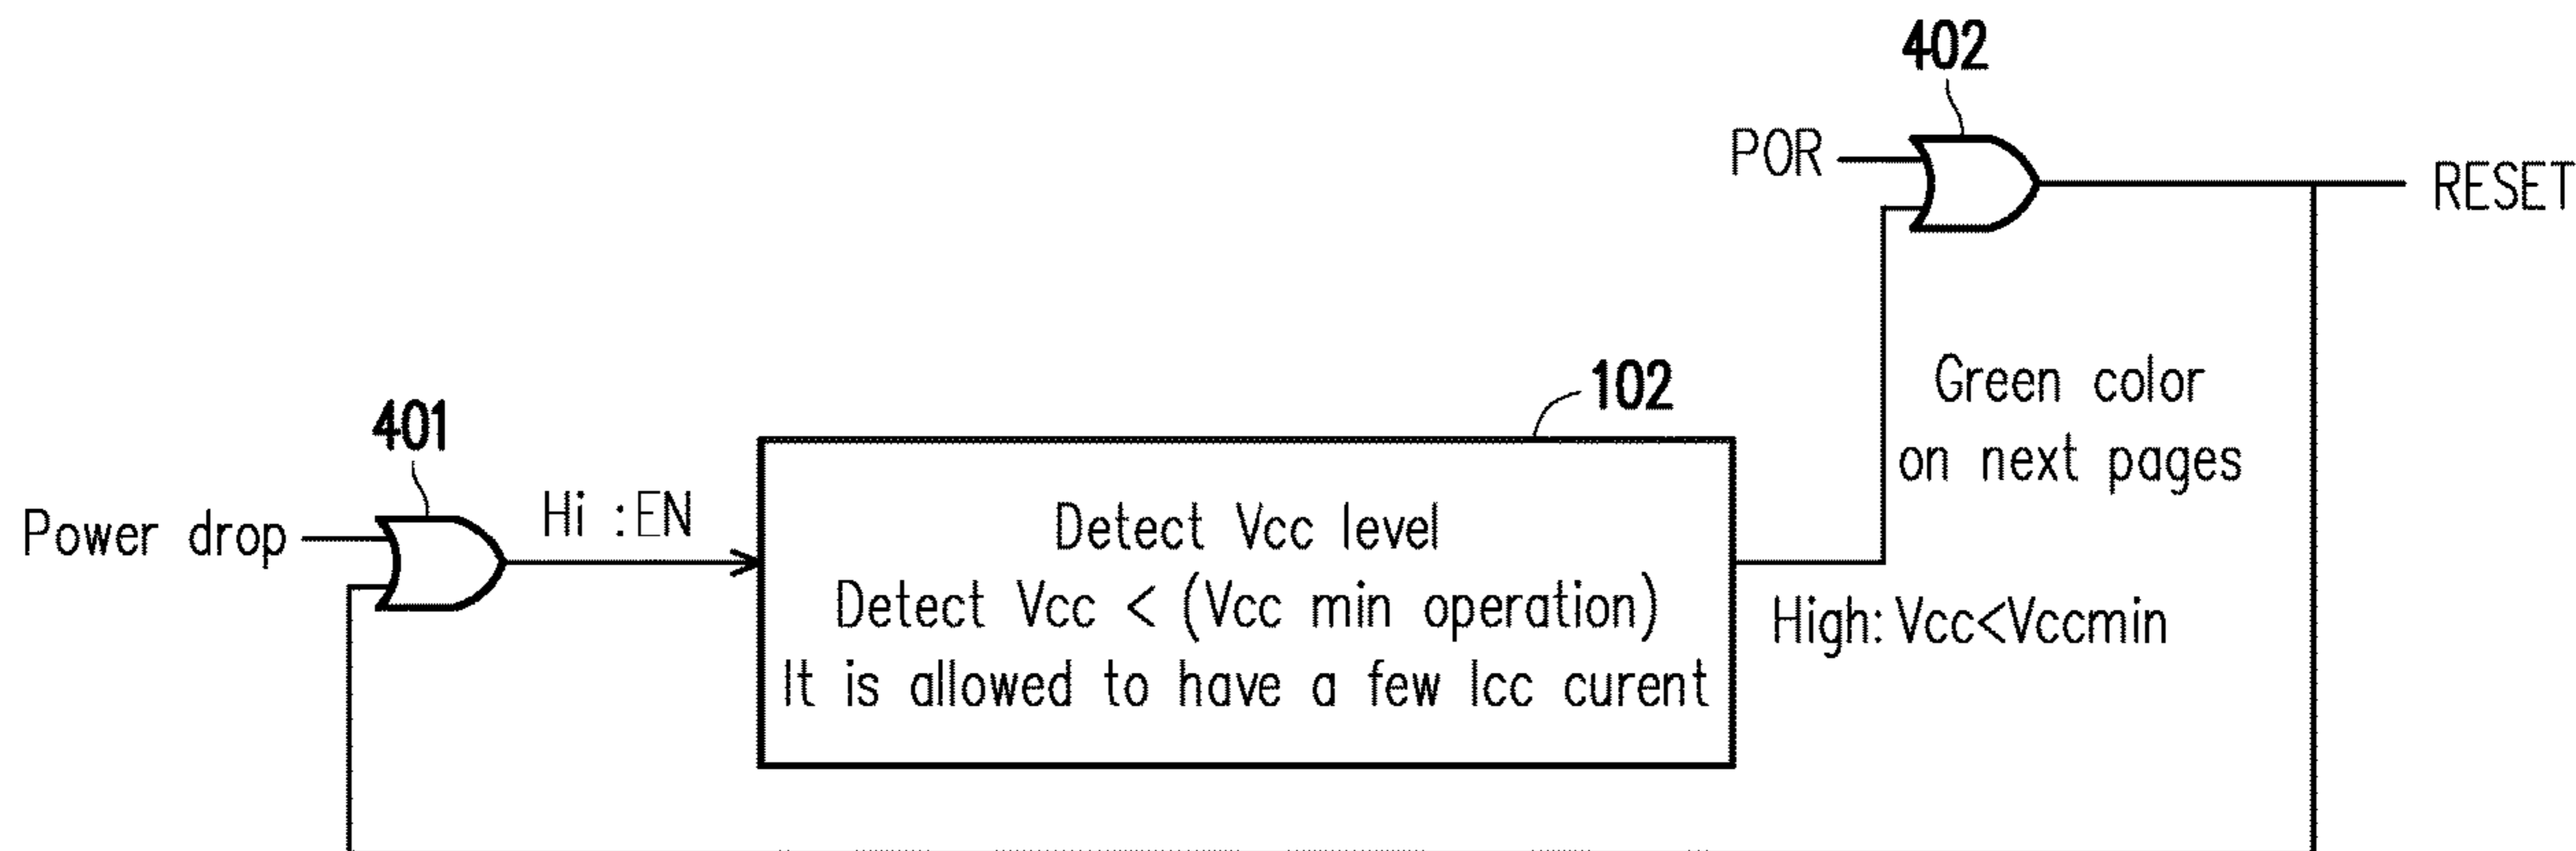 402
POR
RESET
Green color
on next pages
102
401
Hi :EN
Power drop
Detect Vcc level
Detect Vcc < (Vcc min operation)
It is allowed to have a few Icc curent
High: Vcc<Vccmin